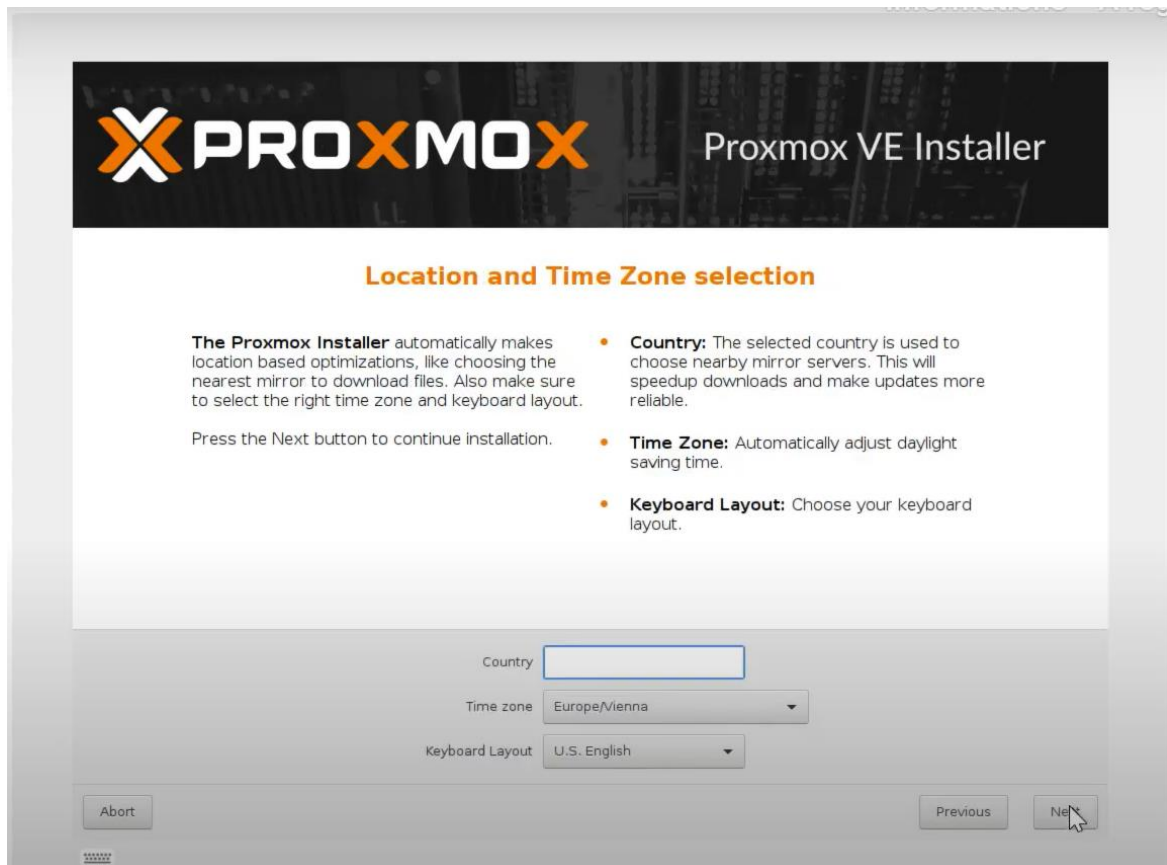 PROXMOX
Proxmox VE Installer
Location and Time Zone selection
The Proxmox Installer automatically makes
location based optimizations, like choosing the
nearest mirror to download files. Also make sure
to select the right time zone and keyboard layout.
Press the Next button to continue installation.
• Country: The selected country is used to
choose nearby mirror servers. This will
speedup downloads and make updates more
reliable.
• Time Zone: Automatically adjust daylight
saving time.
• Keyboard Layout: Choose your keyboard
layout.
Country
Time zone Europe/Vienna
Keyboard Layout U.S. English
Abort
Previous
Next